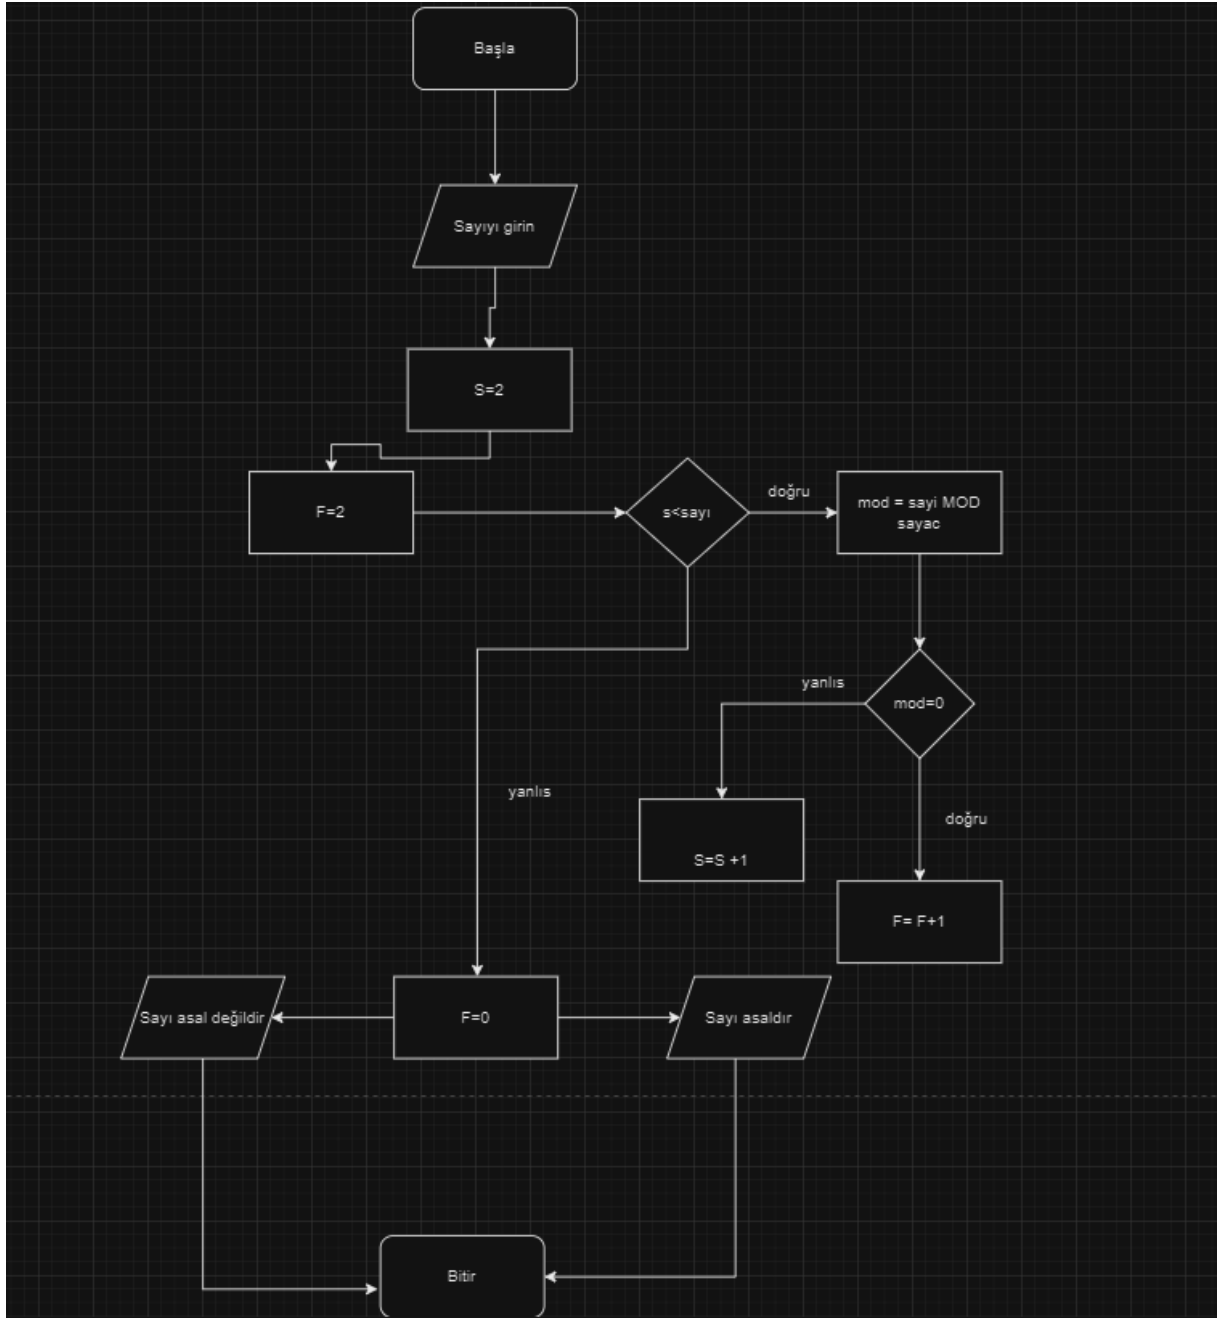 Başla
Sayıyı girin
S=2
F=2
s<sayı
doğru
mod = sayi MOD
sayac
yanlıs
mod=0
yanlıs
doğru
S=S +1
F= F+1
Sayı asal değildir
F=0
Sayı asaldır
Bitir